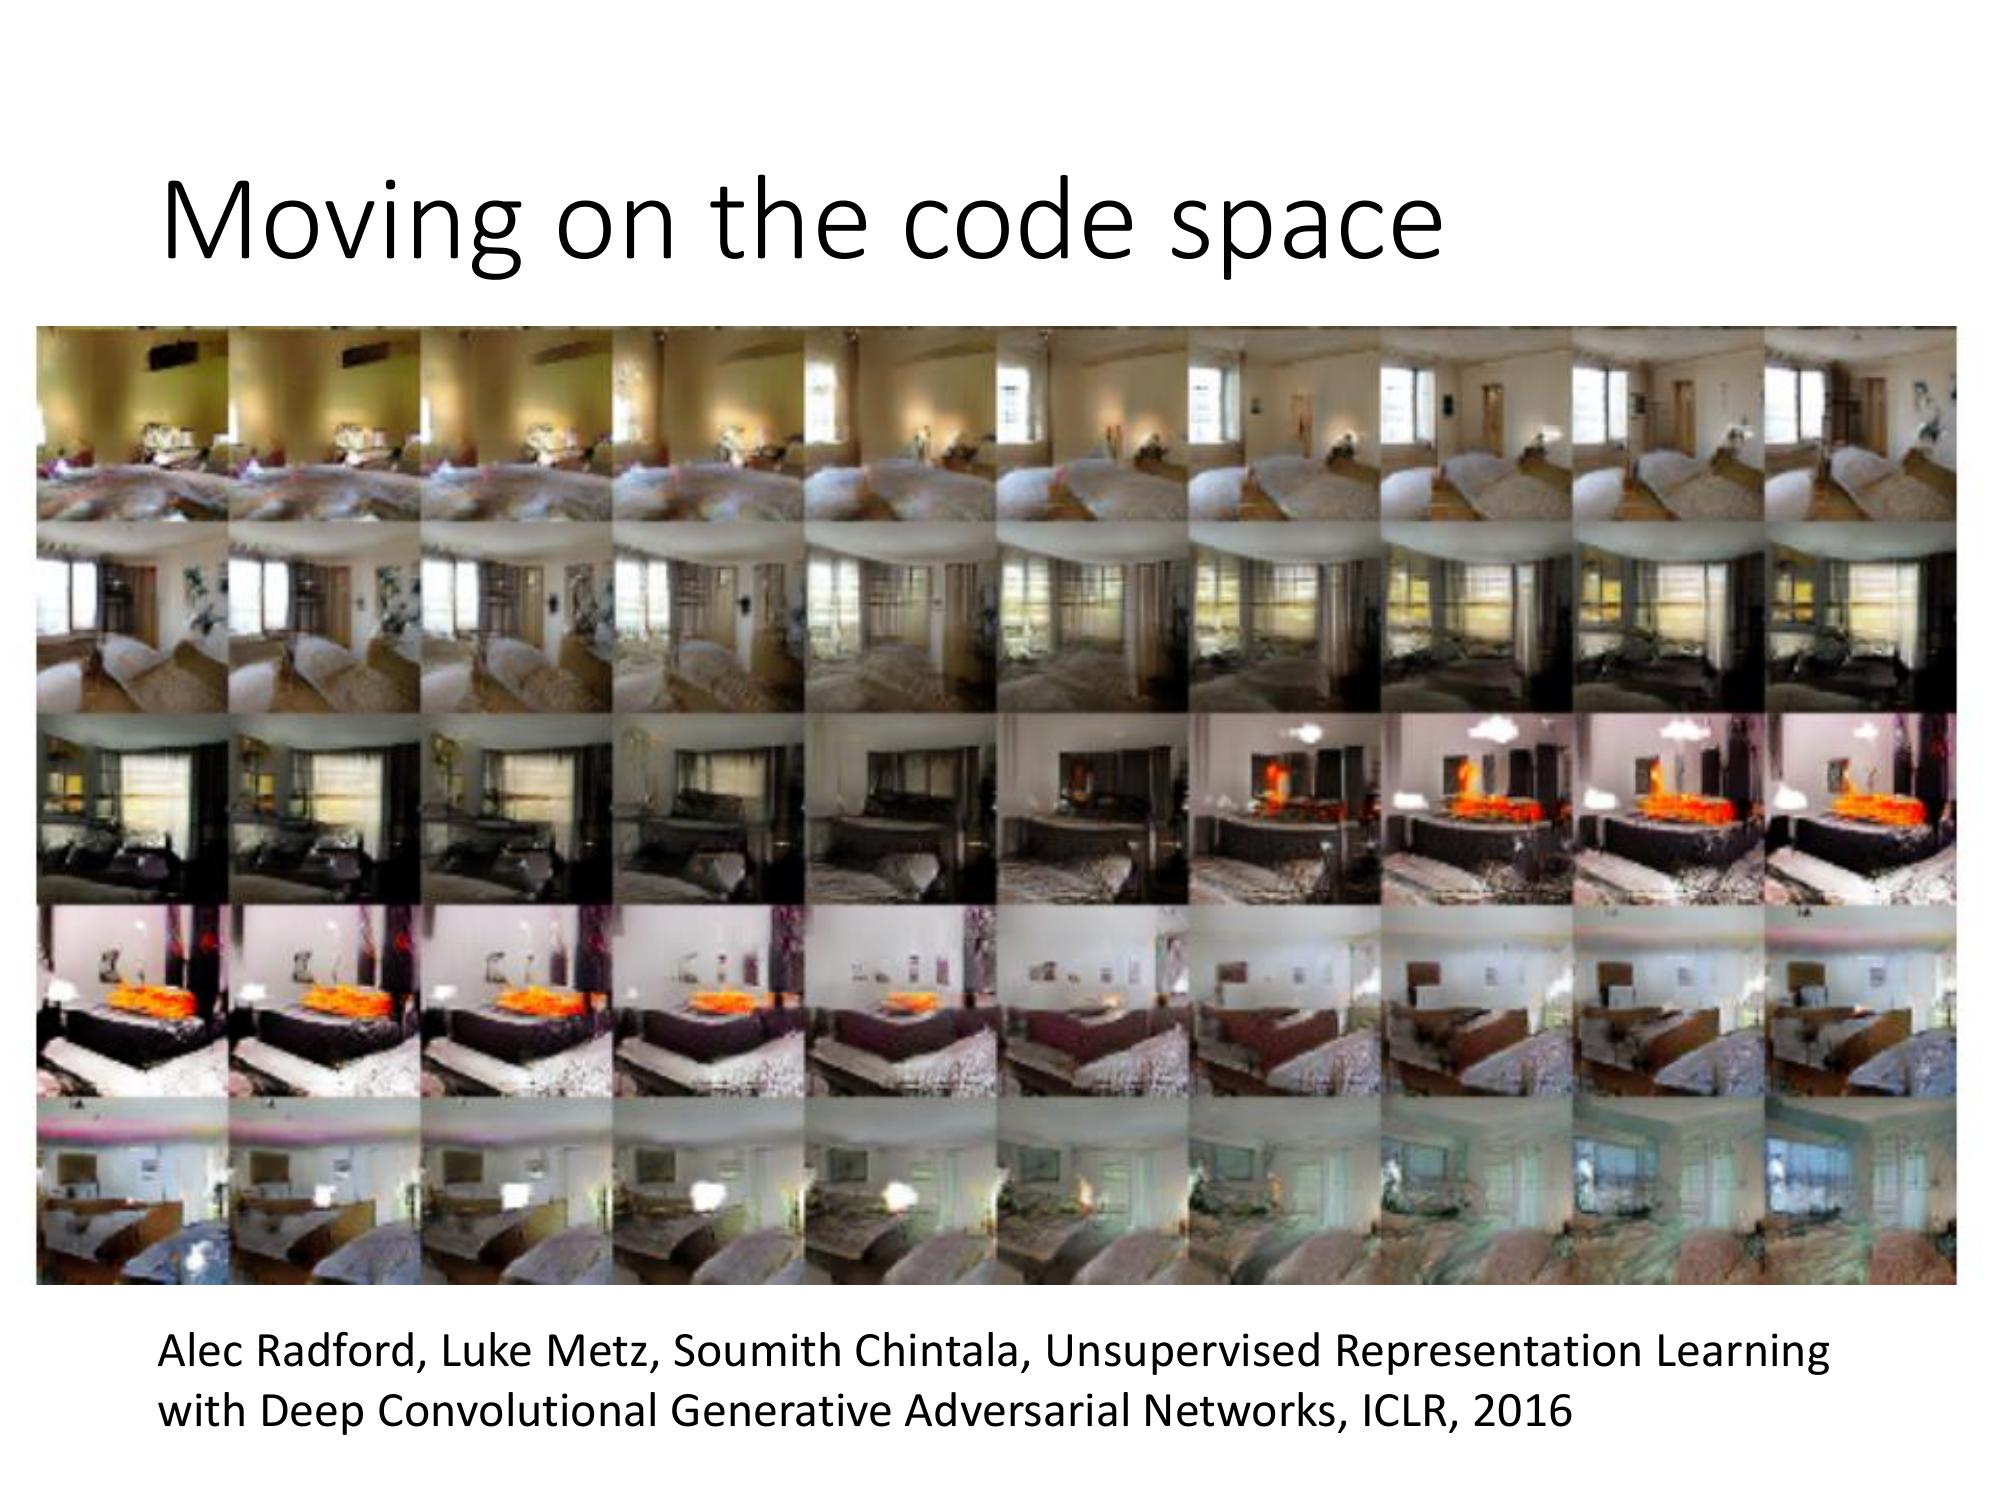 Moving on the code space
Alec Radford, Luke Metz, Soumith Chintala, Unsupervised Representation Learning
with Deep Convolutional Generative Adversarial Networks, ICLR, 2016